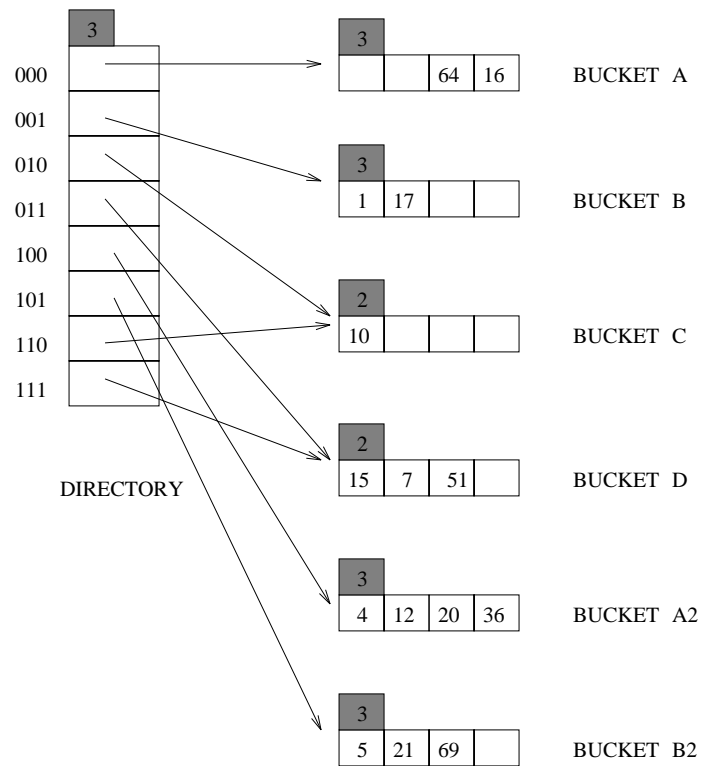 3
000
001
010
011
100
101
110
111
DIRECTORY
3
64 16 BUCKET A
3
1 17 BUCKET B
2
10 BUCKET C
2
15 7 51 BUCKET D
3
4 12 20 36 BUCKET A2
3
5 21 69 BUCKET B2